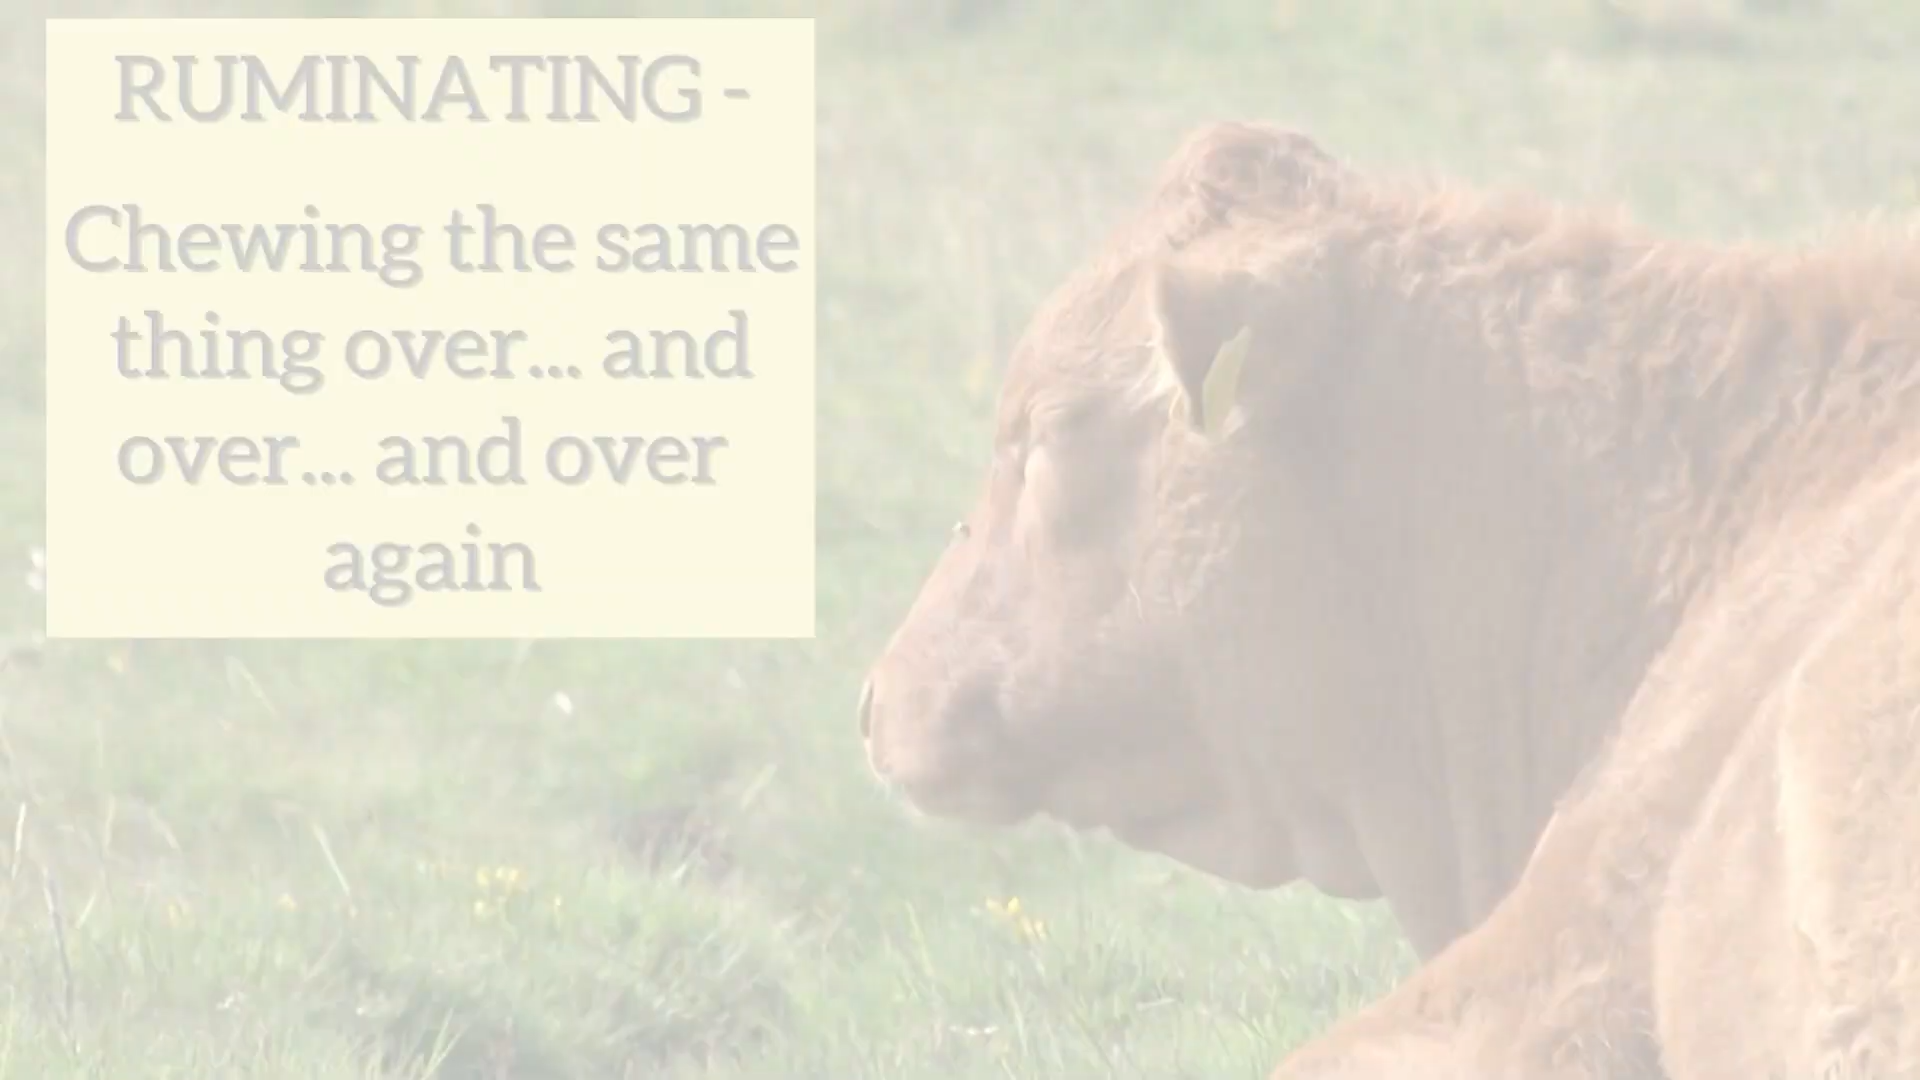 RUMINATING -
Chewing the same
thing over... and
over... and over
again